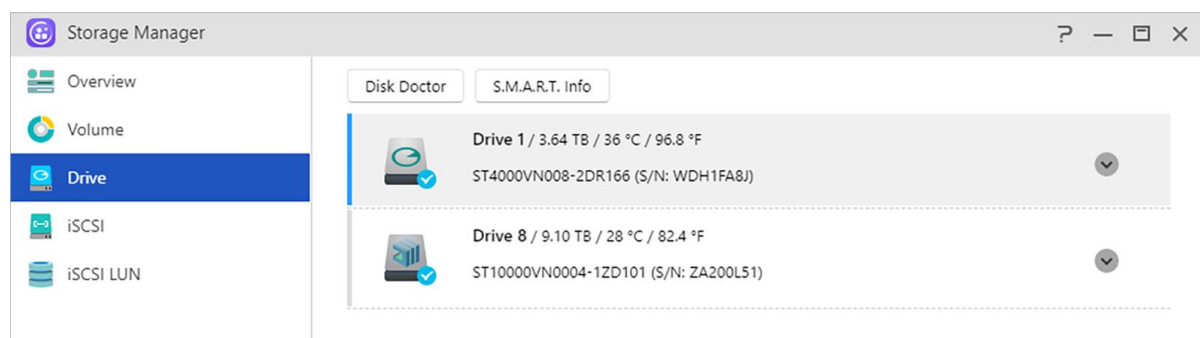 Storage Manager
Overview
Volume
Drive
iSCSI
iSCSI LUN
Disk Doctor
S.M.A.R.T. Info
Drive 1 / 3.64 TB / 36 °C / 96.8 °F
ST4000VN008-2DR166 (S/N: WDH1FA8J)
Drive 8 / 9.10 TB / 28 °C / 82.4 °F
ST10000VN0004-1ZD101 (S/N: ZA200L51)